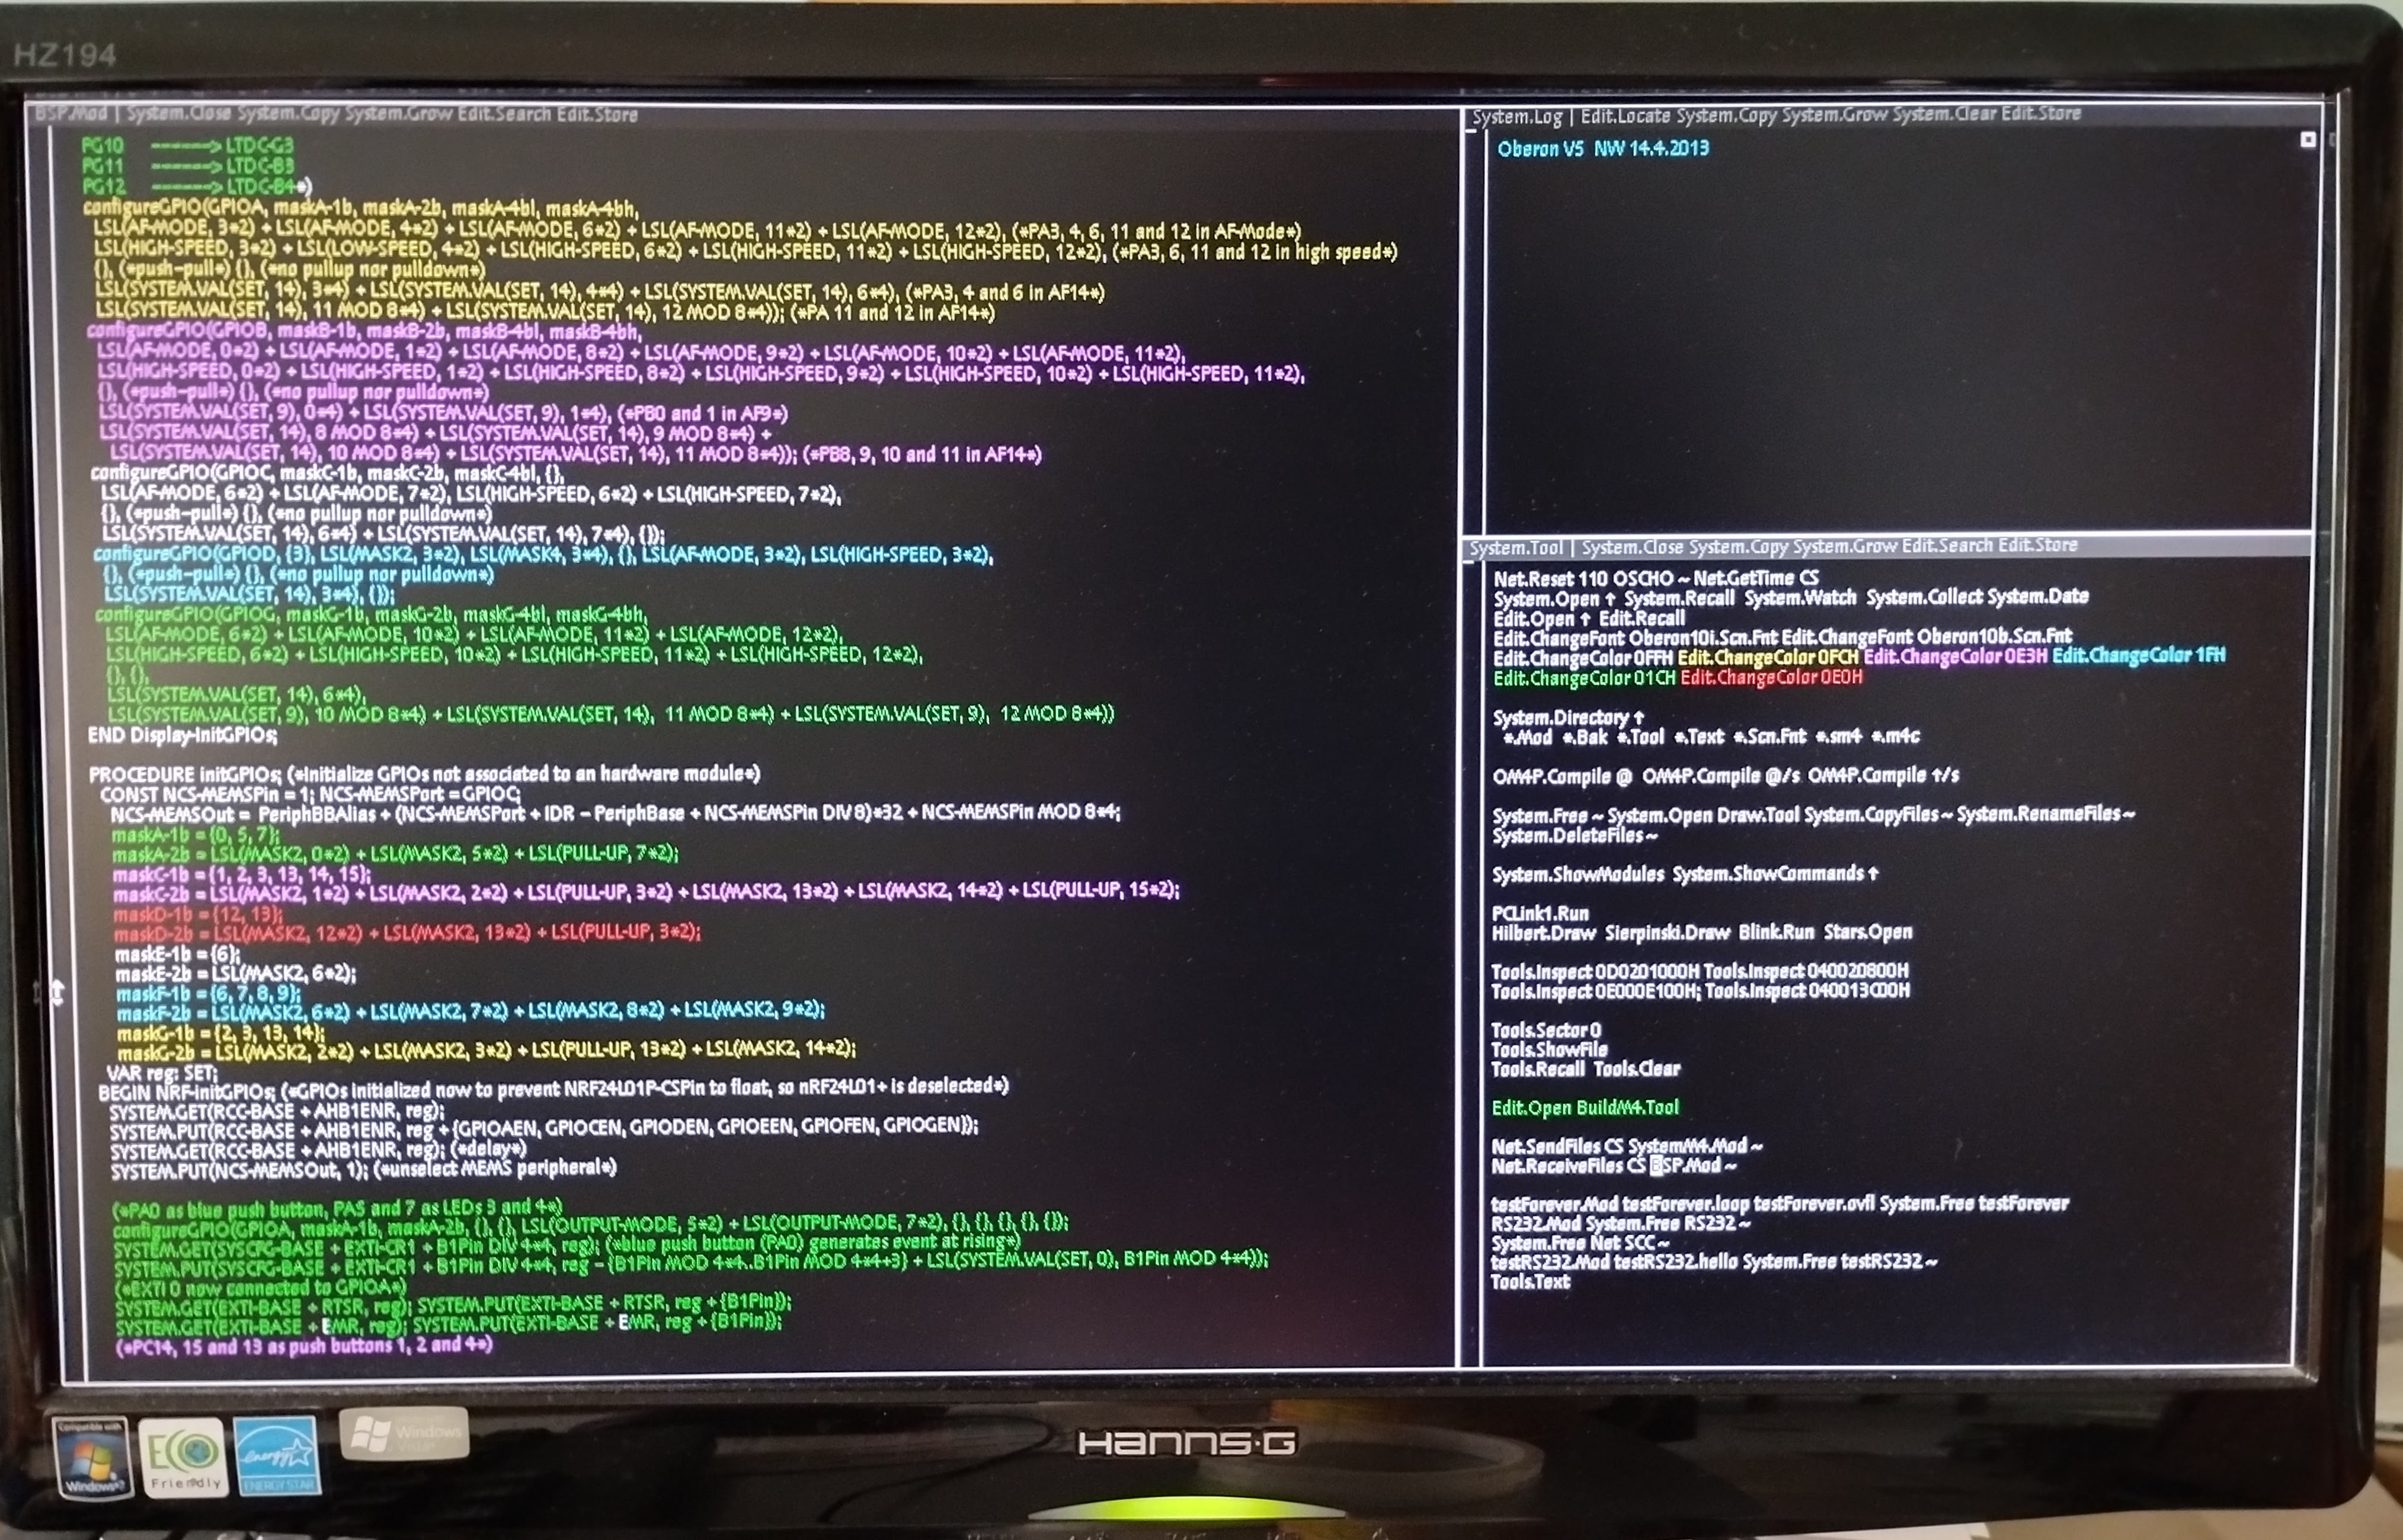 HZ194
BSP.Mod | System.Close System.Copy System.Grow Edit.Search Edit.Store
PG10 ------> LTDC-G3
PG11 ------> LTDC-B3
PG12 ------> LTDC-B4*)
configureGPIO(GPIOA, maskA-1b, maskA-2b, maskA-4bl, maskA-4bh,
LSL(AF-MODE, 3*2) + LSL(AF-MODE, 4*2) + LSL(AF-MODE, 6*2) + LSL(AF-MODE, 11*2) + LSL(AF-MODE, 12*2), (*PA3, 4, 6, 11 and 12 in AF-Mode*)
LSL(HIGH-SPEED, 3*2) + LSL(LOW-SPEED, 4*2) + LSL(HIGH-SPEED, 6*2) + LSL(HIGH-SPEED, 11*2) + LSL(HIGH-SPEED, 12*2), (*PA3, 6, 11 and 12 in high speed*)
{}, (*push-pull*) {}, (*no pullup nor pulldown*)
LSL(SYSTEM.VAL(SET, 14), 3*4) + LSL(SYSTEM.VAL(SET, 14), 4*4) + LSL(SYSTEM.VAL(SET, 14), 6*4), (*PA3, 4 and 6 in AF14*)
LSL(SYSTEM.VAL(SET, 14), 11 MOD 8*4) + LSL(SYSTEM.VAL(SET, 14), 12 MOD 8*4)); (*PA 11 and 12 in AF14*)
configureGPIO(GPIOB, maskB-1b, maskB-2b, maskB-4bl, maskB-4bh,
LSL(AF-MODE, 0*2) + LSL(AF-MODE, 1*2) + LSL(AF-MODE, 8*2) + LSL(AF-MODE, 9*2) + LSL(AF-MODE, 10*2) + LSL(AF-MODE, 11*2),
LSL(HIGH-SPEED, 0*2) + LSL(HIGH-SPEED, 1*2) + LSL(HIGH-SPEED, 8*2) + LSL(HIGH-SPEED, 9*2) + LSL(HIGH-SPEED, 10*2) + LSL(HIGH-SPEED, 11*2),
{}, (*push-pull*) {}, (*no pullup nor pulldown*)
LSL(SYSTEM.VAL(SET, 9), 0*4) + LSL(SYSTEM.VAL(SET, 9), 1*4), (*PB0 and 1 in AF9*)
LSL(SYSTEM.VAL(SET, 14), 8 MOD 8*4) + LSL(SYSTEM.VAL(SET, 14), 9 MOD 8*4) +
LSL(SYSTEM.VAL(SET, 14), 10 MOD 8*4) + LSL(SYSTEM.VAL(SET, 14), 11 MOD 8*4)); (*PB8, 9, 10 and 11 in AF14*)
configureGPIO(GPIOC, maskC-1b, maskC-2b, maskC-4bl, {},
LSL(AF-MODE, 6*2) + LSL(AF-MODE, 7*2), LSL(HIGH-SPEED, 6*2) + LSL(HIGH-SPEED, 7*2),
{}, (*push-pull*) {}, (*no pullup nor pulldown*)
LSL(SYSTEM.VAL(SET, 14), 6*4) + LSL(SYSTEM.VAL(SET, 14), 7*4), {});
configureGPIO(GPIOD, {3}, LSL(MASK2, 3*2), LSL(MASK4, 3*4), {}, LSL(AF-MODE, 3*2), LSL(HIGH-SPEED, 3*2),
{}, (*push-pull*) {}, (*no pullup nor pulldown*)
LSL(SYSTEM.VAL(SET, 14), 3*4), {});
configureGPIO(GPIOG, maskG-1b, maskG-2b, maskG-4bl, maskG-4bh,
LSL(AF-MODE, 6*2) + LSL(AF-MODE, 10*2) + LSL(AF-MODE, 11*2) + LSL(AF-MODE, 12*2),
LSL(HIGH-SPEED, 6*2) + LSL(HIGH-SPEED, 10*2) + LSL(HIGH-SPEED, 11*2) + LSL(HIGH-SPEED, 12*2),
{}, {},
LSL(SYSTEM.VAL(SET, 14), 6*4),
LSL(SYSTEM.VAL(SET, 9), 10 MOD 8*4) + LSL(SYSTEM.VAL(SET, 14), 11 MOD 8*4) + LSL(SYSTEM.VAL(SET, 9), 12 MOD 8*4))
END Display-InitGPIOs;
PROCEDURE initGPIOs; (*Initialize GPIOs not associated to an hardware module*)
CONST NCS-MEMSPin = 1; NCS-MEMSPort = GPIOC;
NCS-MEMSOut = PeriphBBAlias + (NCS-MEMSPort + IDR - PeriphBase + NCS-MEMSPin DIV 8)*32 + NCS-MEMSPin MOD 8*4;
maskA-1b = {0, 5, 7};
maskA-2b = LSL(MASK2, 0*2) + LSL(MASK2, 5*2) + LSL(PULL-UP, 7*2);
maskC-1b = {1, 2, 3, 13, 14, 15};
maskC-2b = LSL(MASK2, 1*2) + LSL(MASK2, 2*2) + LSL(PULL-UP, 3*2) + LSL(MASK2, 13*2) + LSL(MASK2, 14*2) + LSL(PULL-UP, 15*2);
maskD-1b = {12, 13};
maskD-2b = LSL(MASK2, 12*2) + LSL(MASK2, 13*2) + LSL(PULL-UP, 3*2);
maskE-1b = {6};
maskE-2b = LSL(MASK2, 6*2);
maskF-1b = {6, 7, 8, 9};
maskF-2b = LSL(MASK2, 6*2) + LSL(MASK2, 7*2) + LSL(MASK2, 8*2) + LSL(MASK2, 9*2);
maskG-1b = {2, 3, 13, 14};
maskG-2b = LSL(MASK2, 2*2) + LSL(MASK2, 3*2) + LSL(PULL-UP, 13*2) + LSL(MASK2, 14*2);
VAR reg: SET;
BEGIN NRF-initGPIOs; (*GPIOs initialized now to prevent NRF24L01P-CSPin to float, so nRF24L01+ is deselected*)
SYSTEM.GET(RCC-BASE + AHB1ENR, reg);
SYSTEM.PUT(RCC-BASE + AHB1ENR, reg + {GPIOAEN, GPIOCEN, GPIODEN, GPIOEEN, GPIOFEN, GPIOGEN});
SYSTEM.GET(RCC-BASE + AHB1ENR, reg); (*delay*)
SYSTEM.PUT(NCS-MEMSOut, 1); (*unselect MEMS peripheral*)
(*PA0 as blue push button, PA5 and 7 as LEDs 3 and 4*)
configureGPIO(GPIOA, maskA-1b, maskA-2b, {}, {}, LSL(OUTPUT-MODE, 5*2) + LSL(OUTPUT-MODE, 7*2), {}, {}, {}, {}, {});
SYSTEM.GET(SYSCFG-BASE + EXTI-CR1 + B1Pin DIV 4*4, reg); (*blue push button (PA0) generates event at rising*)
SYSTEM.PUT(SYSCFG-BASE + EXTI-CR1 + B1Pin DIV 4*4, reg - {B1Pin MOD 4*4..B1Pin MOD 4*4+3} + LSL(SYSTEM.VAL(SET, 0), B1Pin MOD 4*4));
(*EXTI 0 now connected to GPIOA*)
SYSTEM.GET(EXTI-BASE + RTSR, reg); SYSTEM.PUT(EXTI-BASE + RTSR, reg + {B1Pin});
SYSTEM.GET(EXTI-BASE + EMR, reg); SYSTEM.PUT(EXTI-BASE + EMR, reg + {B1Pin});
(*PC14, 15 and 13 as push buttons 1, 2 and 4*)
System.Log | Edit.Locate System.Copy System.Grow System.Clear Edit.Store
Oberon V5 NW 14.4.2013
System.Tool | System.Close System.Copy System.Grow Edit.Search Edit.Store
Net.Reset 110 OSCHO ~ Net.GetTime CS
System.Open ↑ System.Recall System.Watch System.Collect System.Date
Edit.Open ↑ Edit.Recall
Edit.ChangeFont Oberon10i.Scn.Fnt Edit.ChangeFont Oberon10b.Scn.Fnt
Edit.ChangeColor 0FFH Edit.ChangeColor 0FCH Edit.ChangeColor 0E3H Edit.ChangeColor 1FH
Edit.ChangeColor 01CH Edit.ChangeColor 0E0H
System.Directory ↑
*.Mod *.Bak *.Tool *.Text *.Scn.Fnt *.sm4 *.m4c
OM4P.Compile @ OM4P.Compile @/s OM4P.Compile ↑/s
System.Free ~ System.Open Draw.Tool System.CopyFiles ~ System.RenameFiles ~
System.DeleteFiles ~
System.ShowModules System.ShowCommands ↑
PCLink1.Run
Hilbert.Draw Sierpinski.Draw Blink.Run Stars.Open
Tools.Inspect 0D0201000H Tools.Inspect 040020800H
Tools.Inspect 0E000E100H; Tools.Inspect 040013C00H
Tools.Sector 0
Tools.ShowFile
Tools.Recall Tools.Clear
Edit.Open BuildM4.Tool
Net.SendFiles CS SystemM4.Mod ~
Net.ReceiveFiles CS BSP.Mod ~
testForever.Mod testForever.loop testForever.ovfl System.Free testForever
RS232.Mod System.Free RS232 ~
System.Free Net SCC ~
testRS232.Mod testRS232.hello System.Free testRS232 ~
Tools.Text
Compatible with
Windows 7
ECO
Friendly
energy
ENERGY STAR
Windows
HANNS·G